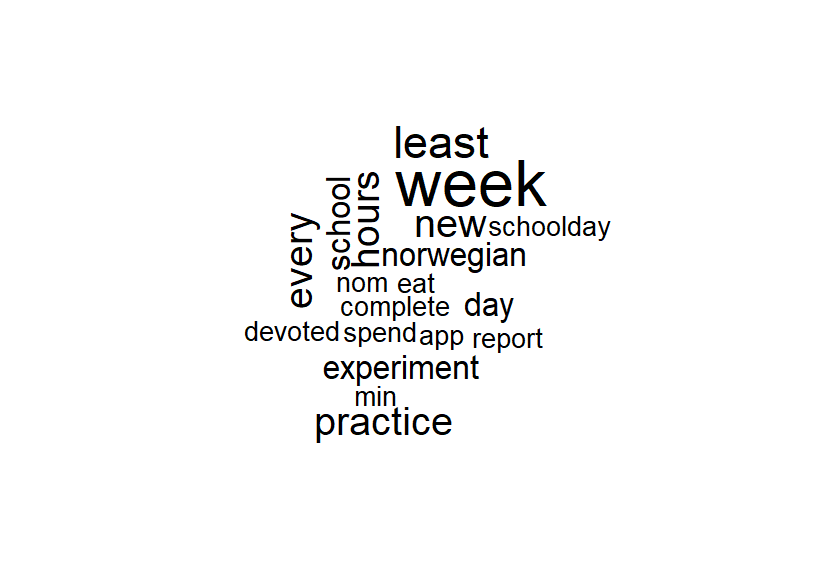 least
week
school
hours
every
new schoolday
norwegian
nom eat
complete day
devoted spend app report
experiment
min
practice